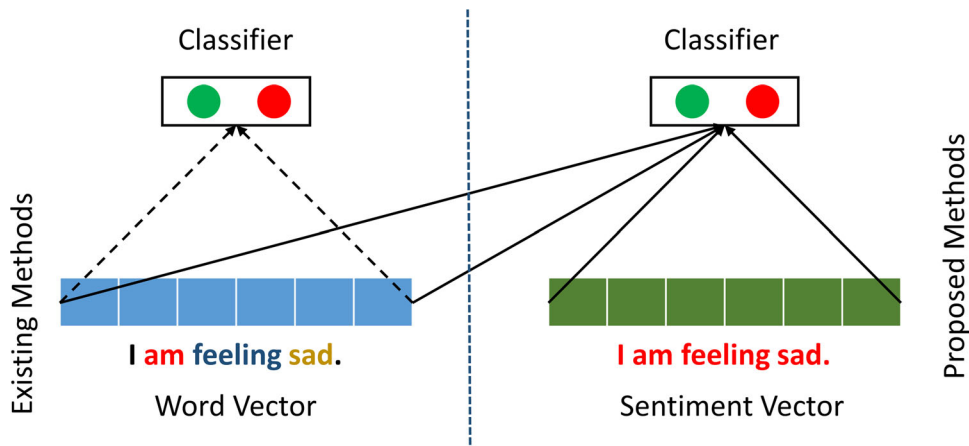 Classifier
Classifier
Existing Methods
I am feeling sad.
Word Vector
I am feeling sad.
Sentiment Vector
Proposed Methods